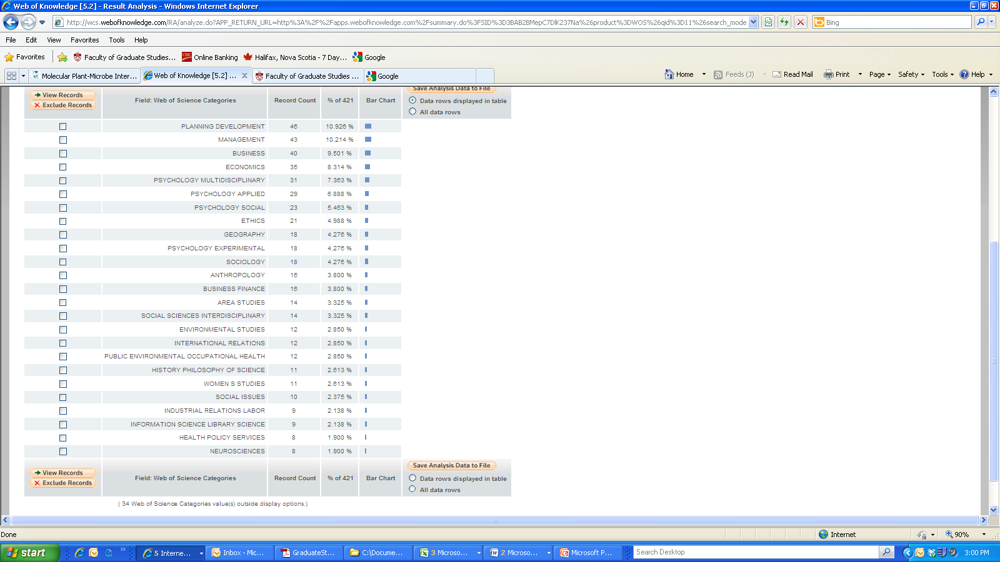 Web of Knowledge [5.2] - Result Analysis - Windows Internet Explorer
http://wcs.webofknowledge.com/RA/analyze.do?APP_RETURN_URL=http%3A%2F%2Fapps.webofknowledge.com%2Fsummary.do%3FSID%3D3BAB2BMepC7DlK237Na%26product%3DWOS%26qid%3D11%26search_mode
Bing
File Edit View Favorites Tools Help
Favorites Faculty of Graduate Studies... CIBC Online Banking Halifax, Nova Scotia - 7 Day... Google
Molecular Plant-Microbe Inter... Web of Knowledge [5.2] ... X Faculty of Graduate Studies ... Google Home Feeds (J) Read Mail Print Page Safety Tools Help
View Records
Exclude Records
Field: Web of Science Categories Record Count % of 421 Bar Chart
Save Analysis Data to File
Data rows displayed in table
All data rows
PLANNING DEVELOPMENT 46 10.926 %
MANAGEMENT 43 10.214 %
BUSINESS 40 9.501 %
ECONOMICS 35 8.314 %
PSYCHOLOGY MULTIDISCIPLINARY 31 7.363 %
PSYCHOLOGY APPLIED 29 6.888 %
PSYCHOLOGY SOCIAL 23 5.463 %
ETHICS 21 4.988 %
GEOGRAPHY 18 4.276 %
PSYCHOLOGY EXPERIMENTAL 18 4.276 %
SOCIOLOGY 18 4.276 %
ANTHROPOLOGY 16 3.800 %
BUSINESS FINANCE 16 3.800 %
AREA STUDIES 14 3.325 %
SOCIAL SCIENCES INTERDISCIPLINARY 14 3.325 %
ENVIRONMENTAL STUDIES 12 2.850 %
INTERNATIONAL RELATIONS 12 2.850 %
PUBLIC ENVIRONMENTAL OCCUPATIONAL HEALTH 12 2.850 %
HISTORY PHILOSOPHY OF SCIENCE 11 2.613 %
WOMEN S STUDIES 11 2.613 %
SOCIAL ISSUES 10 2.375 %
INDUSTRIAL RELATIONS LABOR 9 2.138 %
INFORMATION SCIENCE LIBRARY SCIENCE 9 2.138 %
HEALTH POLICY SERVICES 8 1.900 %
NEUROSCIENCES 8 1.900 %
View Records
Exclude Records
Field: Web of Science Categories Record Count % of 421 Bar Chart
Save Analysis Data to File
Data rows displayed in table
All data rows
( 34 Web of Science Categories value(s) outside display options.)
Done Internet 90%
start 5 Interne... Inbox - Mic... GraduateSt... C:\Docume... 3 Microso... 2 Microso... Microsoft P... Search Desktop 3:00 PM